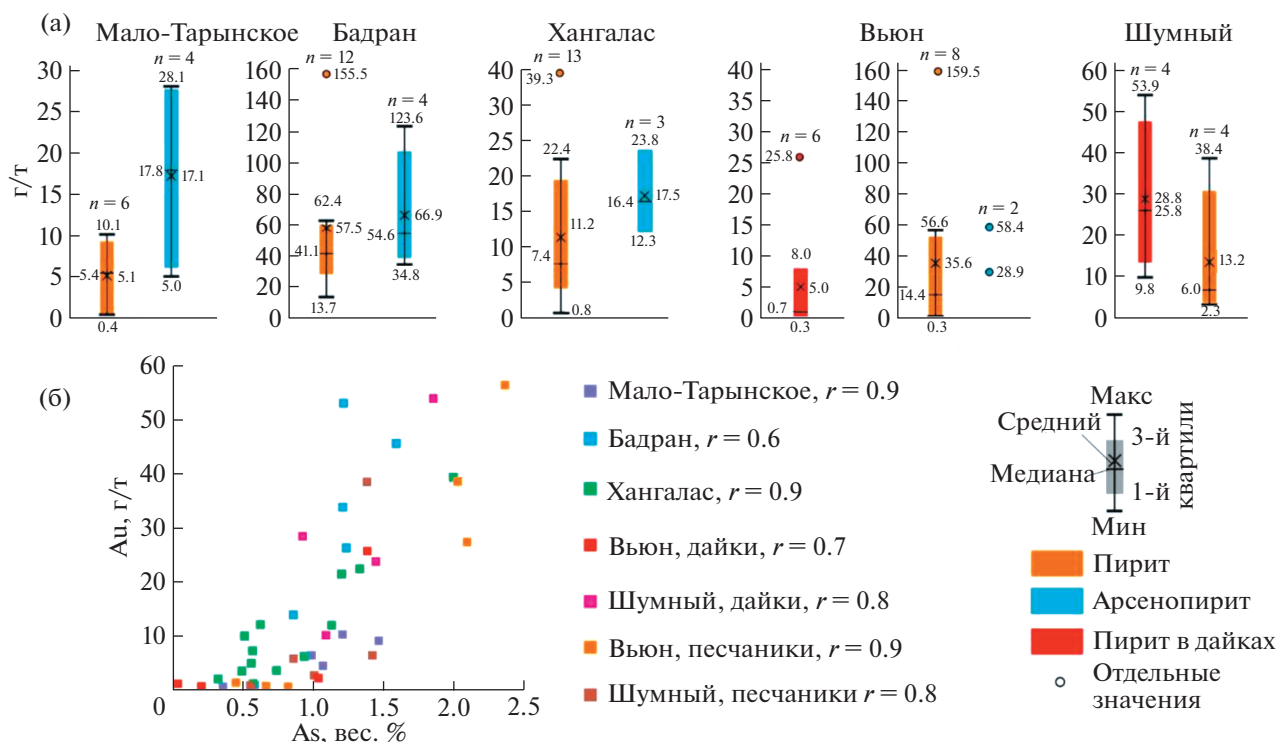 (а)
Мало-Тарынское Бадран Хангалас Вьюн Шумный
г/т
30
25
20
15
10
5
0
n = 6
10.1
5.4 5.1
0.4
n = 4
28.1
17.8 17.1
5.0
160
140
120
100
80
60
40
20
0
n = 12
155.5
62.4
57.5
41.1
13.7
n = 4
123.6
66.9
54.6
34.8
40
35
30
25
20
15
10
5
0
n = 13
39.3
22.4
11.2
7.4
0.8
n = 3
23.8
16.4 17.5
12.3
40
35
30
25
20
15
10
5
0
n = 6
25.8
8.0
5.0
0.7
0.3
160
140
120
100
80
60
40
20
0
n = 8
159.5
56.6
35.6
14.4
0.3
n = 2
58.4
28.9
60
50
40
30
20
10
0
n = 4
53.9
28.8
25.8
9.8
n = 4
38.4
13.2
6.0
2.3
(б)
Au, г/т
60
50
40
30
20
10
0.5 1.0 1.5 2.0 2.5
As, вес. %
Мало-Тарынское, r = 0.9
Бадран, r = 0.6
Хангалас, r = 0.9
Вьюн, дайки, r = 0.7
Шумный, дайки, r = 0.8
Вьюн, песчаники, r = 0.9
Шумный, песчаники r = 0.8
Макс
Средний
3-й
Медиана
1-й
квартили
Мин
Пирит
Арсенопирит
Пирит в дайках
Отдельные
значения